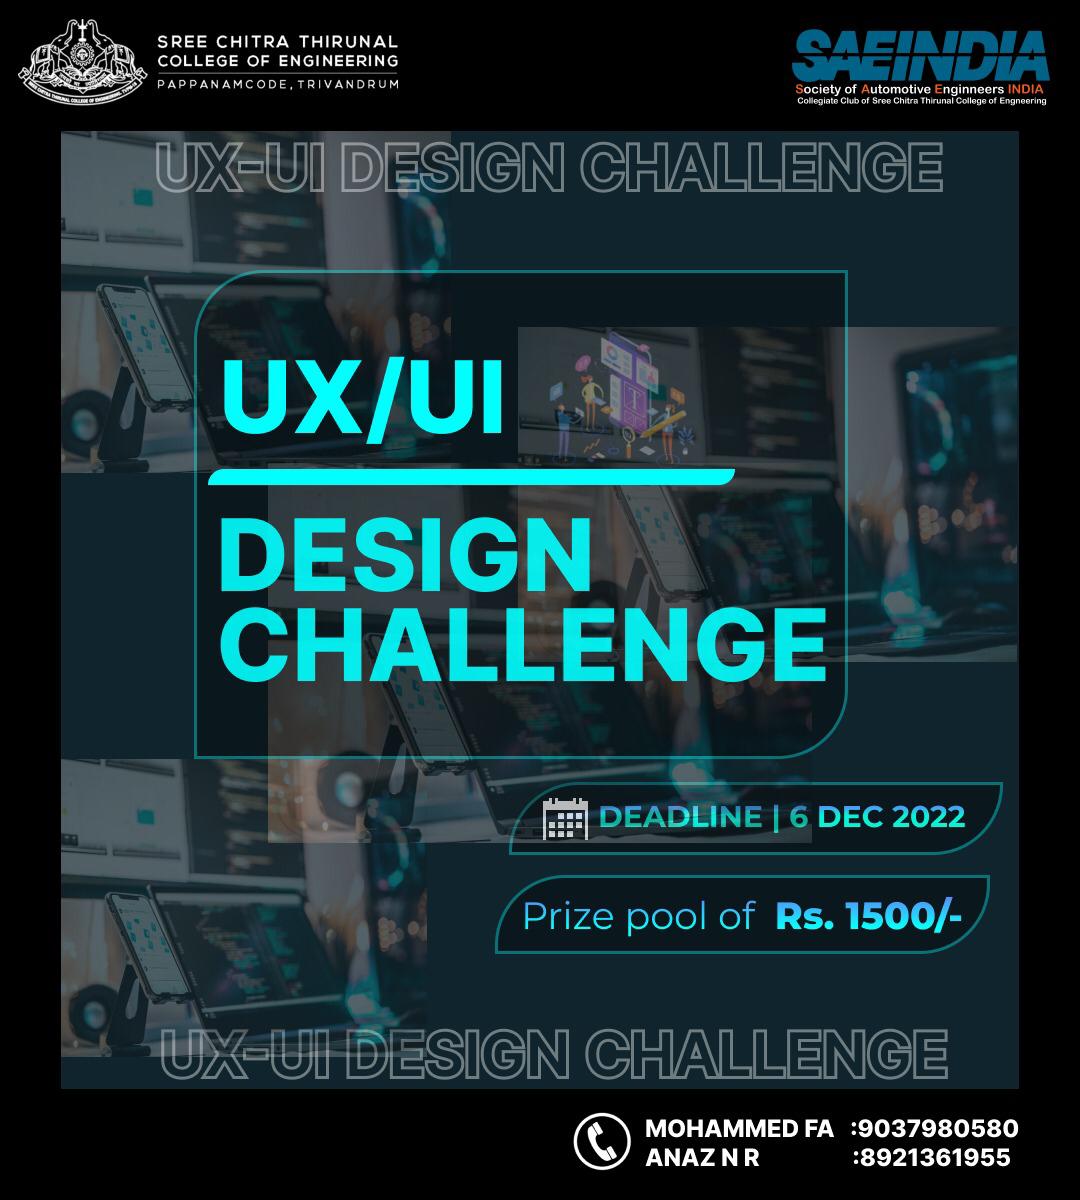 SREE CHITRA THIRUNAL
COLLEGE OF ENGINEERING
PAPPANAMCODE, TRIVANDRUM
SAEINDIA
Society of Automotive Enginneers INDIA
Collegiate Club of Sree Chitra Thirunal College of Engneering
UX-UI DESIGN CHALLENGE
UX/UI
DESIGN
CHALLENGE
DEADLINE | 6 DEC 2022
Prize pool of Rs. 1500/-
UX-UI DESIGN CHALLENGE
MOHAMMED FA :9037980580
ANAZ N R :8921361955